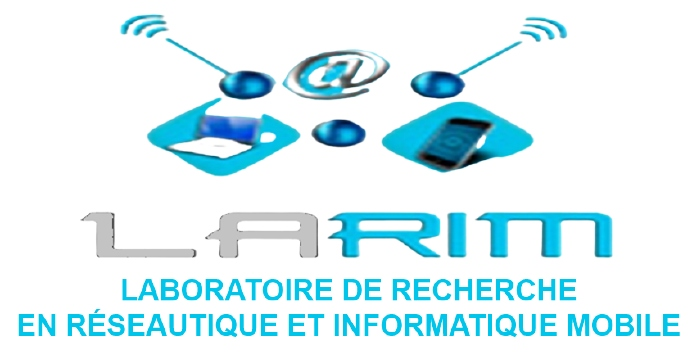 @
LARIM
LABORATOIRE DE RECHERCHE
EN RÉSEAUTIQUE ET INFORMATIQUE MOBILE